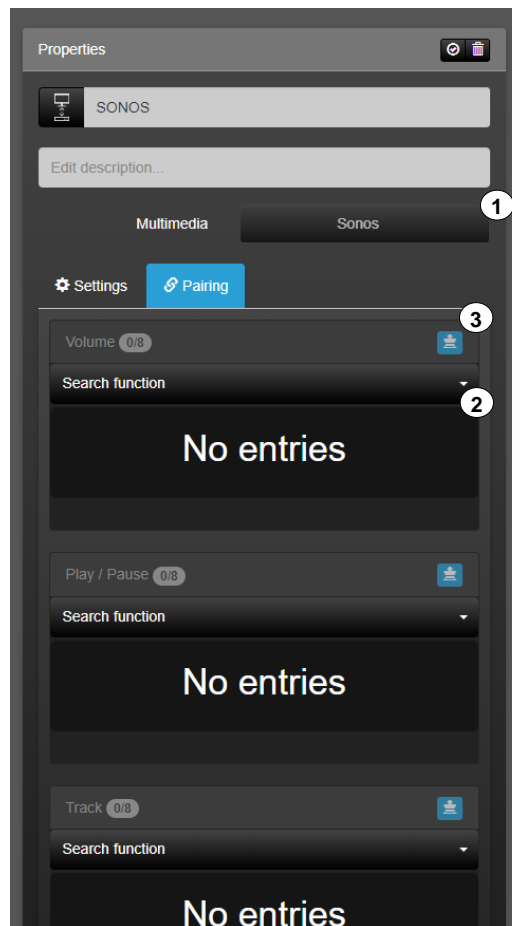 Properties
SONOS
Edit description...
1
Multimedia Sonos
Settings Pairing
3
Volume 0/8
Search function
2
No entries
Play / Pause 0/8
Search function
No entries
Track 0/8
Search function
No entries